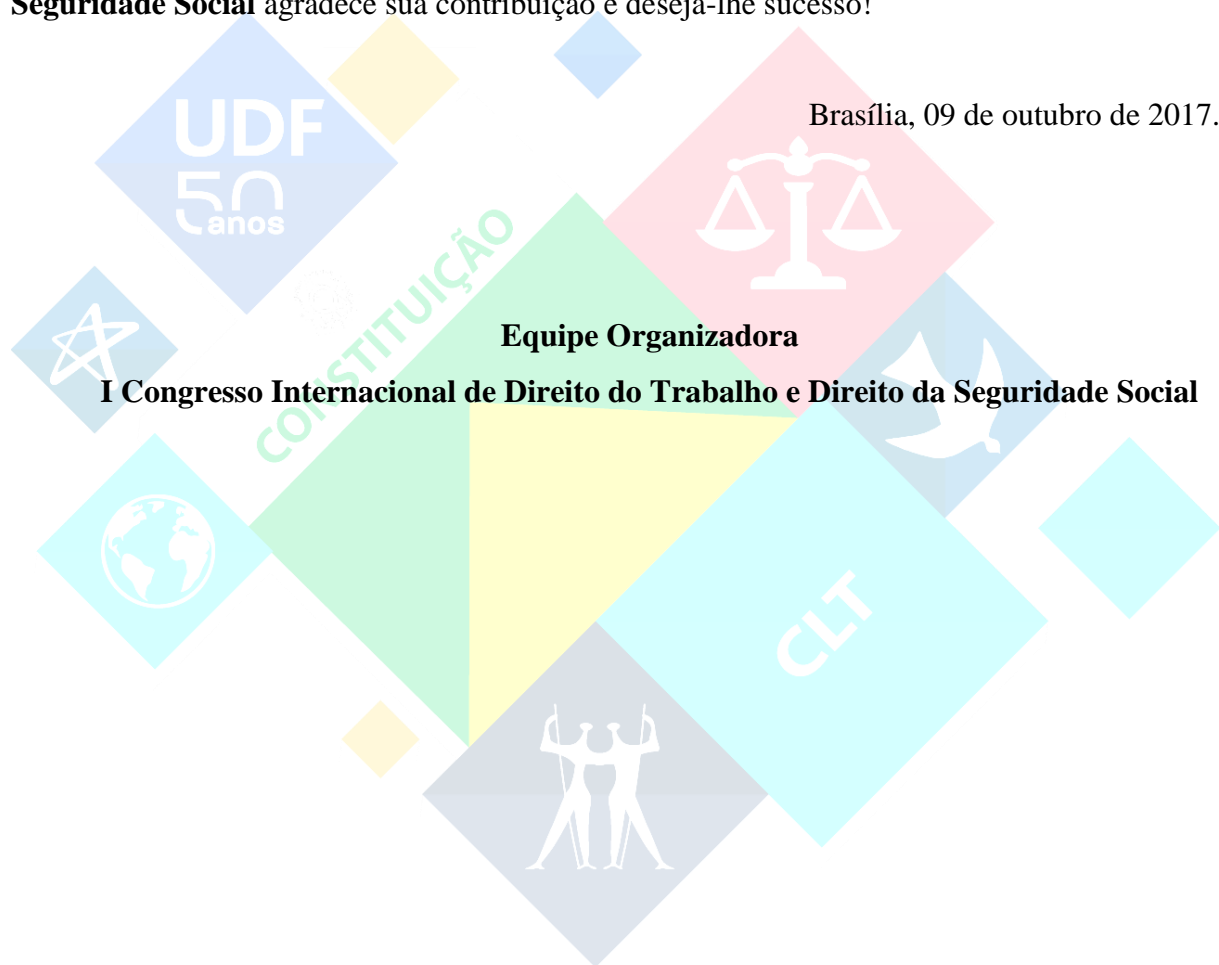 Seguridade Social agradece sua contribuição e deseja-lhe sucesso!
Brasília, 09 de outubro de 2017.
UDF
50
anos
CONSTITUIÇÃO
Equipe Organizadora
I Congresso Internacional de Direito do Trabalho e Direito da Seguridade Social
CLT